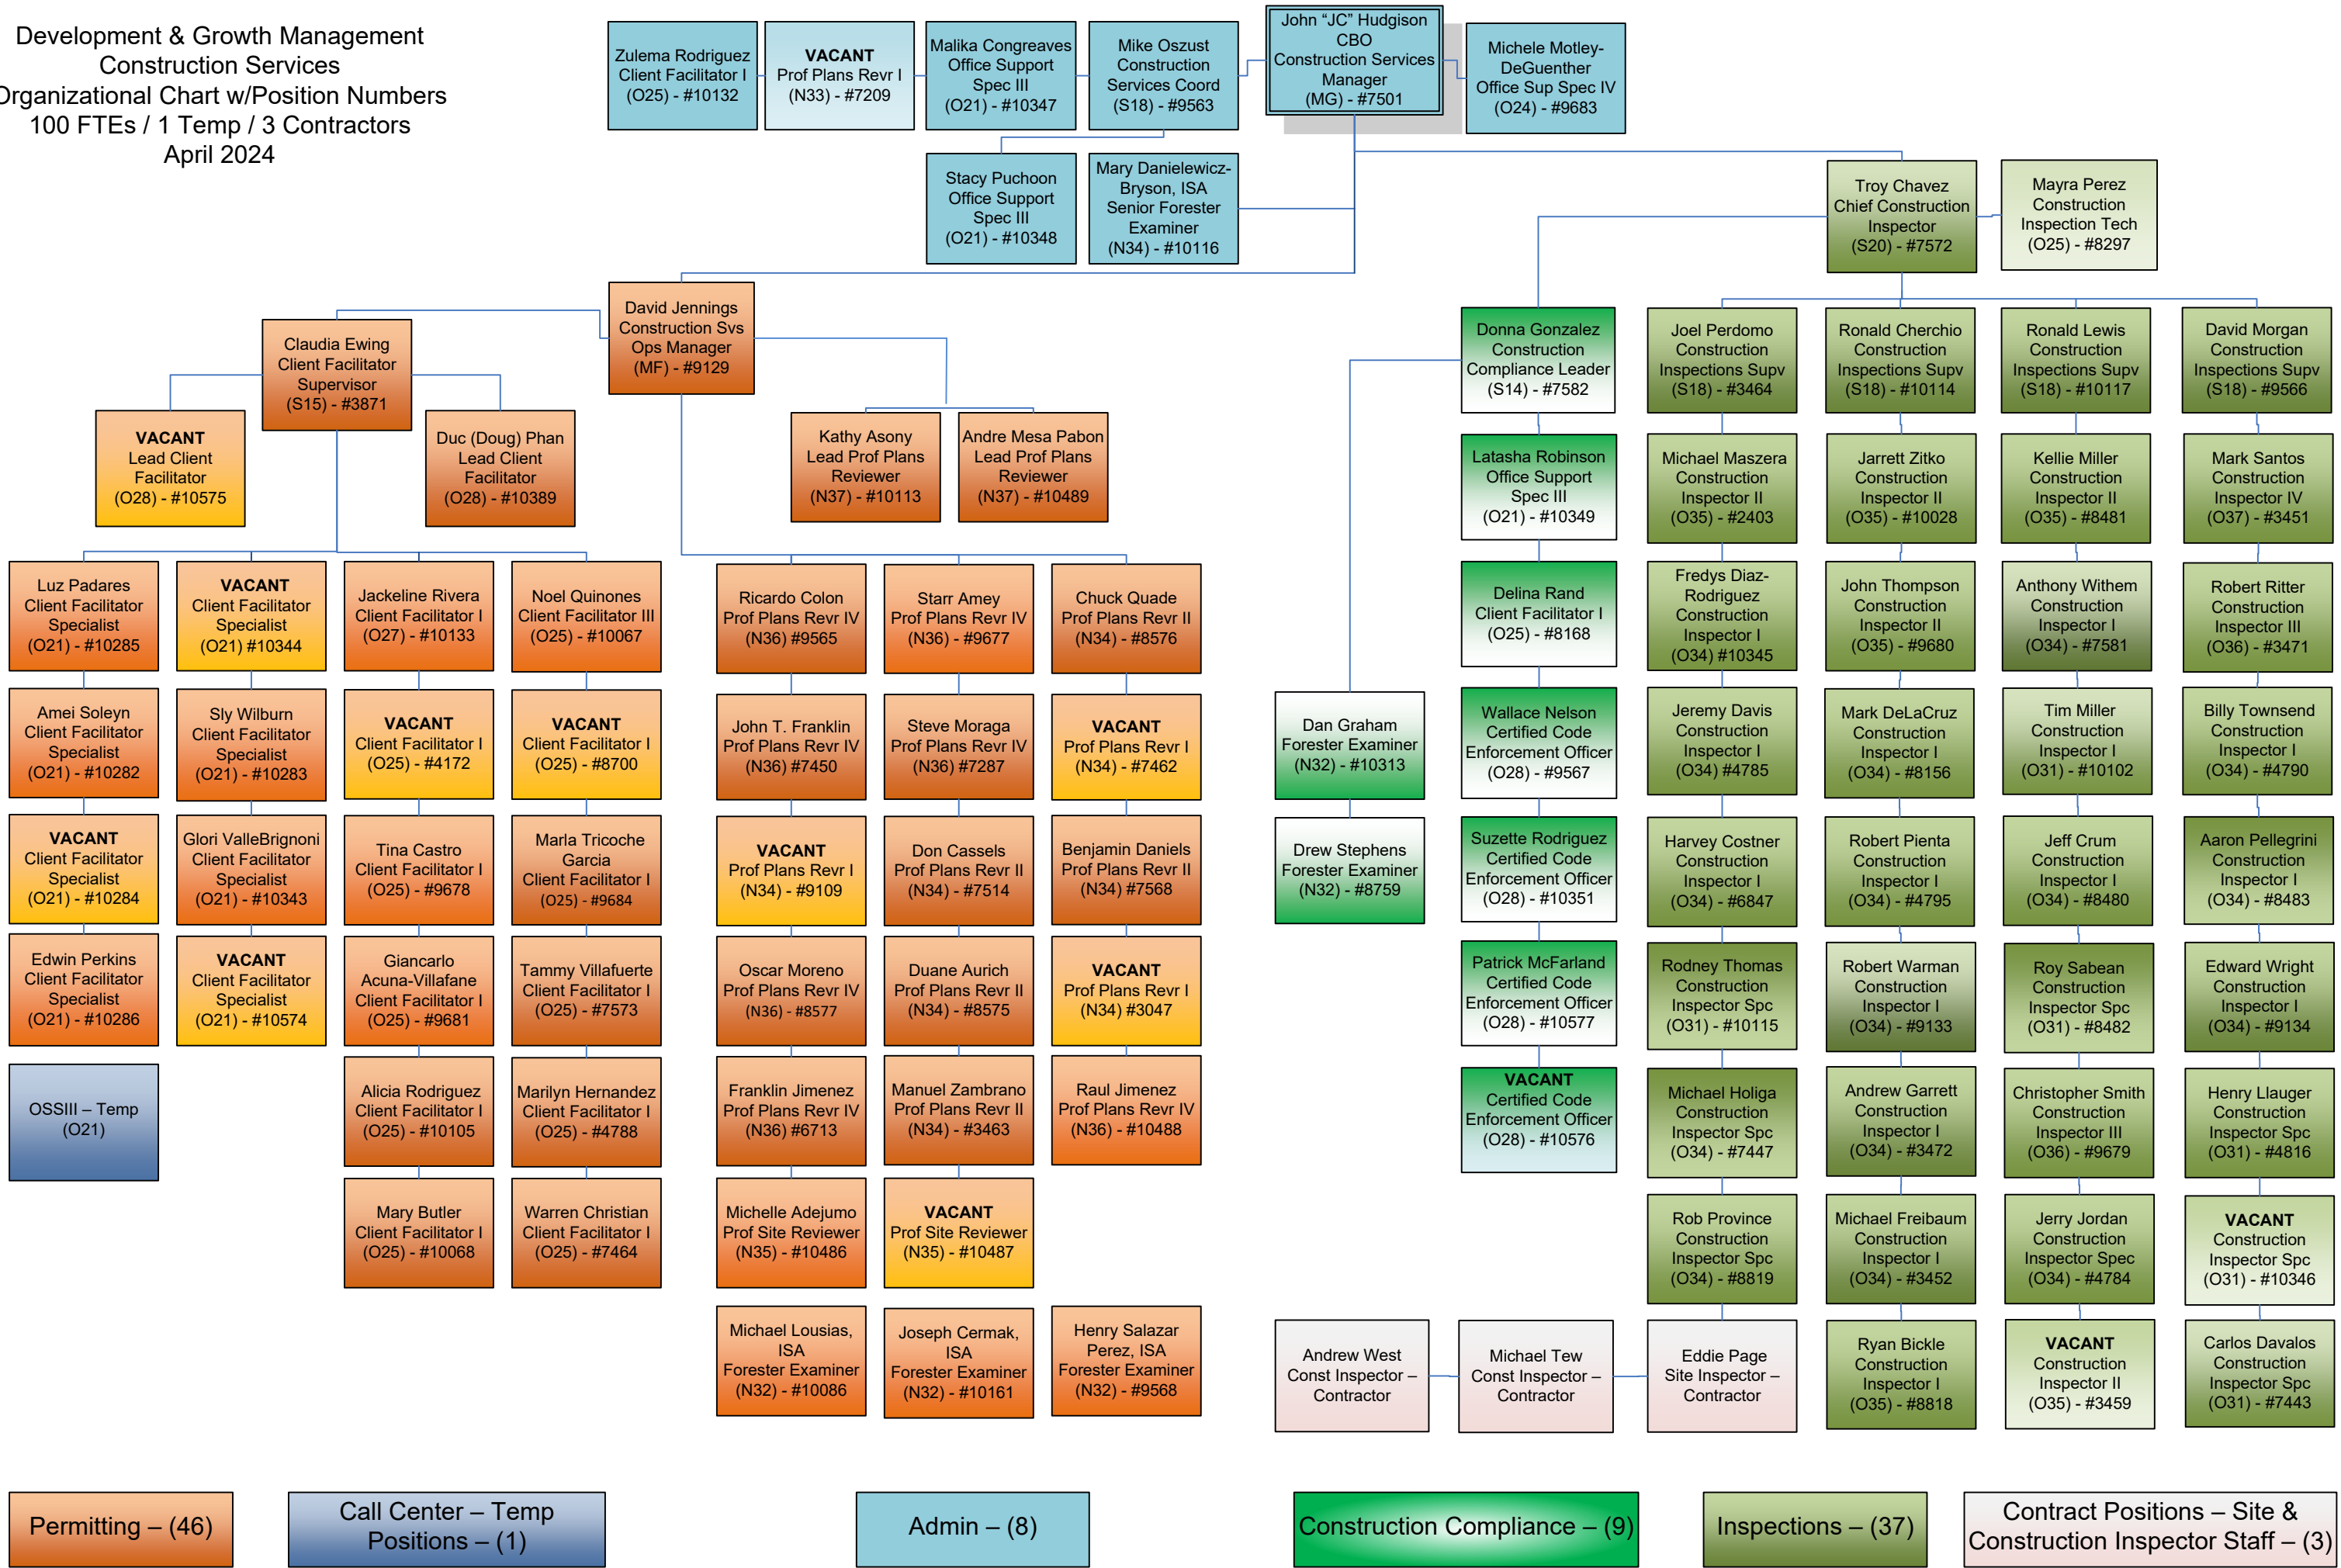 Development & Growth Management
Construction Services
Organizational Chart w/Position Numbers
100 FTEs / 1 Temp / 3 Contractors
April 2024
Zulema Rodriguez
Client Facilitator I
(O25) - #10132
VACANT
Prof Plans Revr I
(N33) - #7209
Malika Congreaves
Office Support
Spec III
(O21) - #10347
Mike Oszust
Construction
Services Coord
(S18) - #9563
John “JC” Hudgison
CBO
Construction Services
Manager
(MG) - #7501
Michele Motley-
DeGuenther
Office Sup Spec IV
(O24) - #9683
Stacy Puchoon
Office Support
Spec III
(O21) - #10348
Mary Danielewicz-
Bryson, ISA
Senior Forester
Examiner
(N34) - #10116
Troy Chavez
Chief Construction
Inspector
(S20) - #7572
Mayra Perez
Construction
Inspection Tech
(O25) - #8297
David Jennings
Construction Svs
Ops Manager
(MF) - #9129
Claudia Ewing
Client Facilitator
Supervisor
(S15) - #3871
VACANT
Lead Client
Facilitator
(O28) - #10575
Duc (Doug) Phan
Lead Client
Facilitator
(O28) - #10389
Kathy Asony
Lead Prof Plans
Reviewer
(N37) - #10113
Andre Mesa Pabon
Lead Prof Plans
Reviewer
(N37) - #10489
Luz Padares
Client Facilitator
Specialist
(O21) - #10285
Amei Soleyn
Client Facilitator
Specialist
(O21) - #10282
VACANT
Client Facilitator
Specialist
(O21) - #10284
Edwin Perkins
Client Facilitator
Specialist
(O21) - #10286
OSSIII – Temp
(O21)
VACANT
Client Facilitator
Specialist
(O21) #10344
Sly Wilburn
Client Facilitator
Specialist
(O21) - #10283
Glori ValleBrignoni
Client Facilitator
Specialist
(O21) - #10343
VACANT
Client Facilitator
Specialist
(O21) - #10574
Jackeline Rivera
Client Facilitator I
(O27) - #10133
VACANT
Client Facilitator I
(O25) - #4172
Tina Castro
Client Facilitator I
(O25) - #9678
Giancarlo
Acuna-Villafane
Client Facilitator I
(O25) - #9681
Alicia Rodriguez
Client Facilitator I
(O25) - #10105
Mary Butler
Client Facilitator I
(O25) - #10068
Noel Quinones
Client Facilitator III
(O25) - #10067
VACANT
Client Facilitator I
(O25) - #8700
Marla Tricoche
Garcia
Client Facilitator I
(O25) - #9684
Tammy Villafuerte
Client Facilitator I
(O25) - #7573
Marilyn Hernandez
Client Facilitator I
(O25) - #4788
Warren Christian
Client Facilitator I
(O25) - #7464
Ricardo Colon
Prof Plans Revr IV
(N36) #9565
John T. Franklin
Prof Plans Revr IV
(N36) #7450
VACANT
Prof Plans Revr I
(N34) - #9109
Oscar Moreno
Prof Plans Revr IV
(N36) - #8577
Franklin Jimenez
Prof Plans Revr IV
(N36) #6713
Michelle Adejumo
Prof Site Reviewer
(N35) - #10486
Michael Lousias,
ISA
Forester Examiner
(N32) - #10086
Starr Amey
Prof Plans Revr IV
(N36) - #9677
Steve Moraga
Prof Plans Revr IV
(N36) #7287
Don Cassels
Prof Plans Revr II
(N34) - #7514
Duane Aurich
Prof Plans Revr II
(N34) - #8575
Manuel Zambrano
Prof Plans Revr II
(N34) - #3463
VACANT
Prof Site Reviewer
(N35) - #10487
Joseph Cermak,
ISA
Forester Examiner
(N32) - #10161
Chuck Quade
Prof Plans Revr II
(N34) - #8576
VACANT
Prof Plans Revr I
(N34) - #7462
Benjamin Daniels
Prof Plans Revr II
(N34) #7568
VACANT
Prof Plans Revr I
(N34) #3047
Raul Jimenez
Prof Plans Revr IV
(N36) - #10488
Henry Salazar
Perez, ISA
Forester Examiner
(N32) - #9568
Dan Graham
Forester Examiner
(N32) - #10313
Drew Stephens
Forester Examiner
(N32) - #8759
Donna Gonzalez
Construction
Compliance Leader
(S14) - #7582
Latasha Robinson
Office Support
Spec III
(O21) - #10349
Delina Rand
Client Facilitator I
(O25) - #8168
Wallace Nelson
Certified Code
Enforcement Officer
(O28) - #9567
Suzette Rodriguez
Certified Code
Enforcement Officer
(O28) - #10351
Patrick McFarland
Certified Code
Enforcement Officer
(O28) - #10577
VACANT
Certified Code
Enforcement Officer
(O28) - #10576
Joel Perdomo
Construction
Inspections Supv
(S18) - #3464
Michael Maszera
Construction
Inspector II
(O35) - #2403
Fredys Diaz-
Rodriguez
Construction
Inspector I
(O34) #10345
Jeremy Davis
Construction
Inspector I
(O34) #4785
Harvey Costner
Construction
Inspector I
(O34) - #6847
Rodney Thomas
Construction
Inspector Spc
(O31) - #10115
Michael Holiga
Construction
Inspector Spc
(O34) - #7447
Rob Province
Construction
Inspector Spc
(O34) - #8819
Ronald Cherchio
Construction
Inspections Supv
(S18) - #10114
Jarrett Zitko
Construction
Inspector II
(O35) - #10028
John Thompson
Construction
Inspector II
(O35) - #9680
Mark DeLaCruz
Construction
Inspector I
(O34) - #8156
Robert Pienta
Construction
Inspector I
(O34) - #4795
Robert Warman
Construction
Inspector I
(O34) - #9133
Andrew Garrett
Construction
Inspector I
(O34) - #3472
Michael Freibaum
Construction
Inspector I
(O34) - #3452
Ryan Bickle
Construction
Inspector I
(O35) - #8818
Ronald Lewis
Construction
Inspections Supv
(S18) - #10117
Kellie Miller
Construction
Inspector II
(O35) - #8481
Anthony Withem
Construction
Inspector I
(O34) - #7581
Tim Miller
Construction
Inspector I
(O31) - #10102
Jeff Crum
Construction
Inspector I
(O34) - #8480
Roy Sabean
Construction
Inspector Spc
(O31) - #8482
Christopher Smith
Construction
Inspector III
(O36) - #9679
Jerry Jordan
Construction
Inspector Spec
(O34) - #4784
VACANT
Construction
Inspector II
(O35) - #3459
David Morgan
Construction
Inspections Supv
(S18) - #9566
Mark Santos
Construction
Inspector IV
(O37) - #3451
Robert Ritter
Construction
Inspector III
(O36) - #3471
Billy Townsend
Construction
Inspector I
(O34) - #4790
Aaron Pellegrini
Construction
Inspector I
(O34) - #8483
Edward Wright
Construction
Inspector I
(O34) - #9134
Henry Llauger
Construction
Inspector Spc
(O31) - #4816
VACANT
Construction
Inspector Spc
(O31) - #10346
Carlos Davalos
Construction
Inspector Spc
(O31) - #7443
Andrew West
Const Inspector –
Contractor
Michael Tew
Const Inspector –
Contractor
Eddie Page
Site Inspector –
Contractor
Permitting – (46)
Call Center – Temp
Positions – (1)
Admin – (8)
Construction Compliance – (9)
Inspections – (37)
Contract Positions – Site &
Construction Inspector Staff – (3)